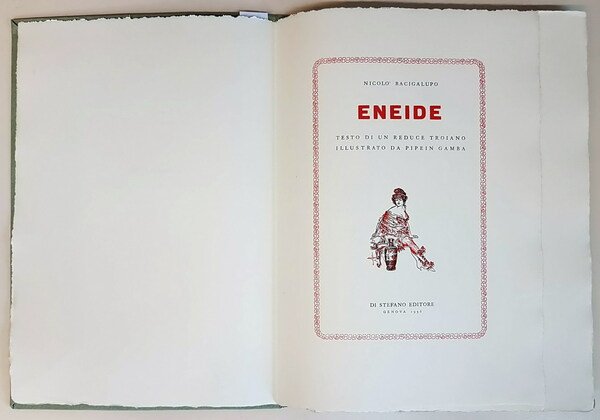 NICOLO' BACIGALUPO
ENEIDE
TESTO DI UN REDUCE TROIANO
ILLUSTRATO DA PIPEIN GAMBA
DI STEFANO EDITORE
GENOVA